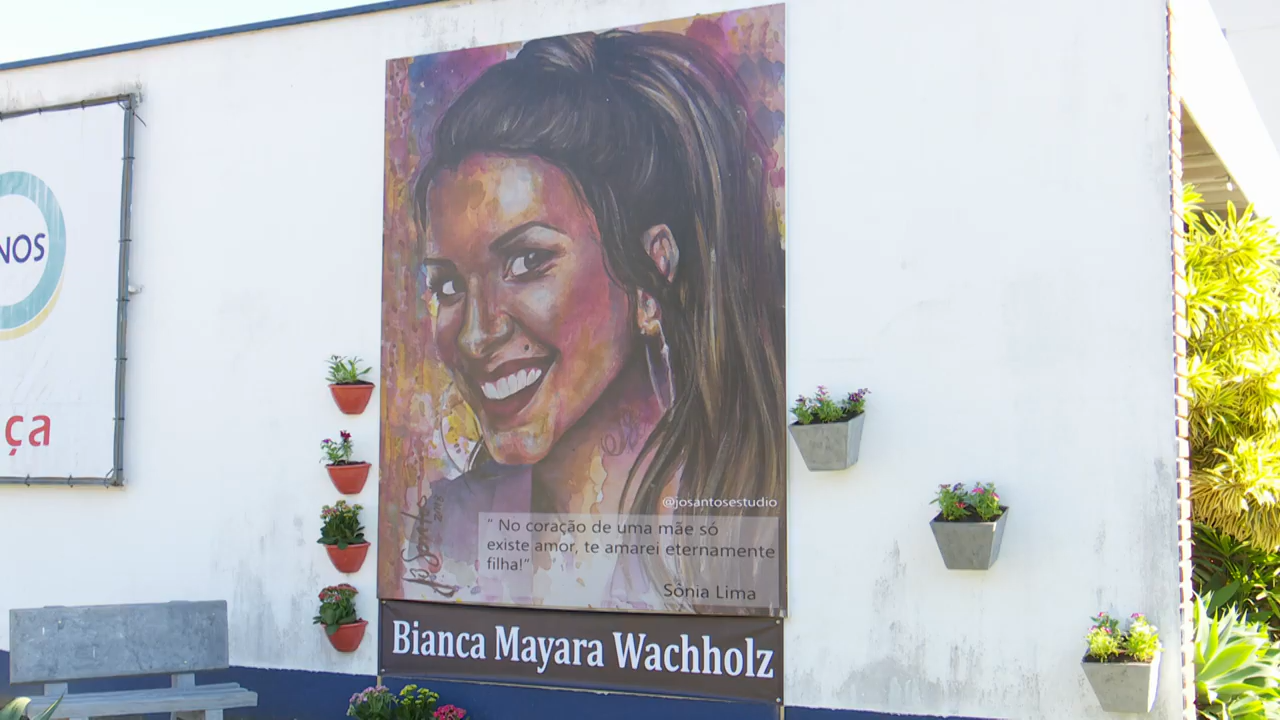 NOS
ça
@josantosestudio
“ No coração de uma mãe só
existe amor, te amarei eternamente
filha!”
Sônia Lima
Bianca Mayara Wachholz